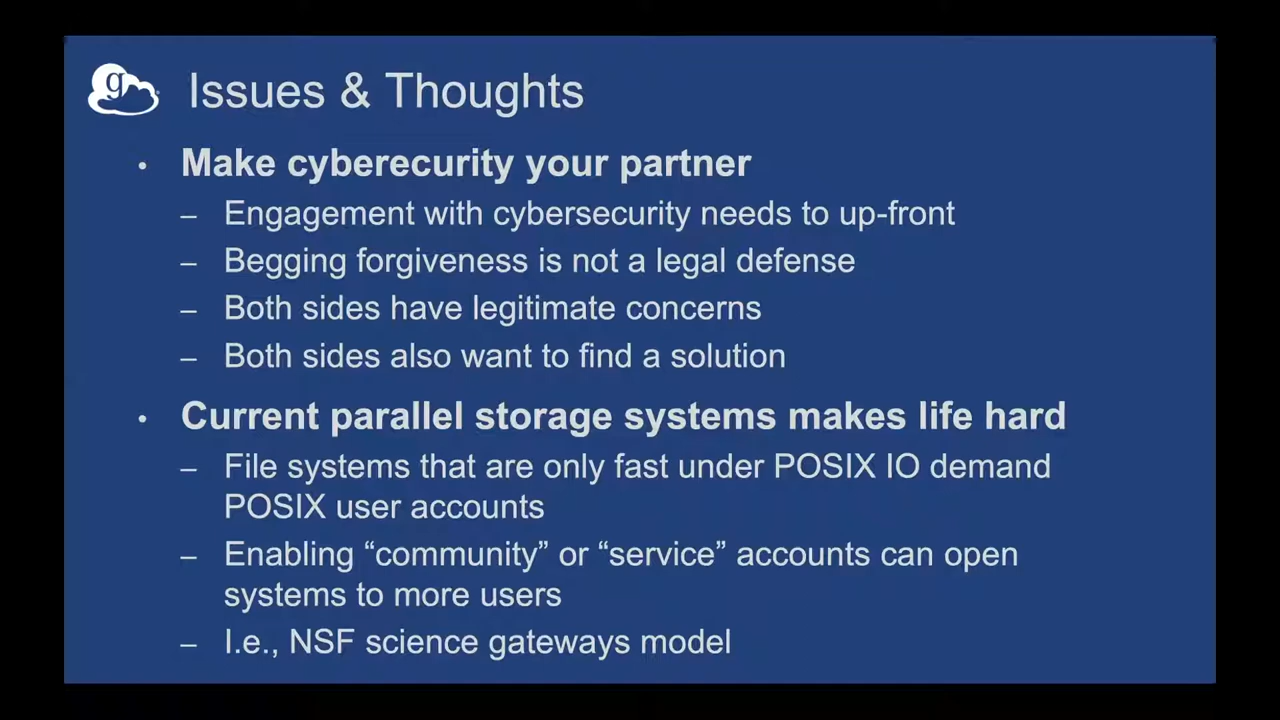 g
Issues & Thoughts
• Make cyberecurity your partner
– Engagement with cybersecurity needs to up-front
– Begging forgiveness is not a legal defense
– Both sides have legitimate concerns
– Both sides also want to find a solution
• Current parallel storage systems makes life hard
– File systems that are only fast under POSIX IO demand
POSIX user accounts
– Enabling “community” or “service” accounts can open
systems to more users
– I.e., NSF science gateways model